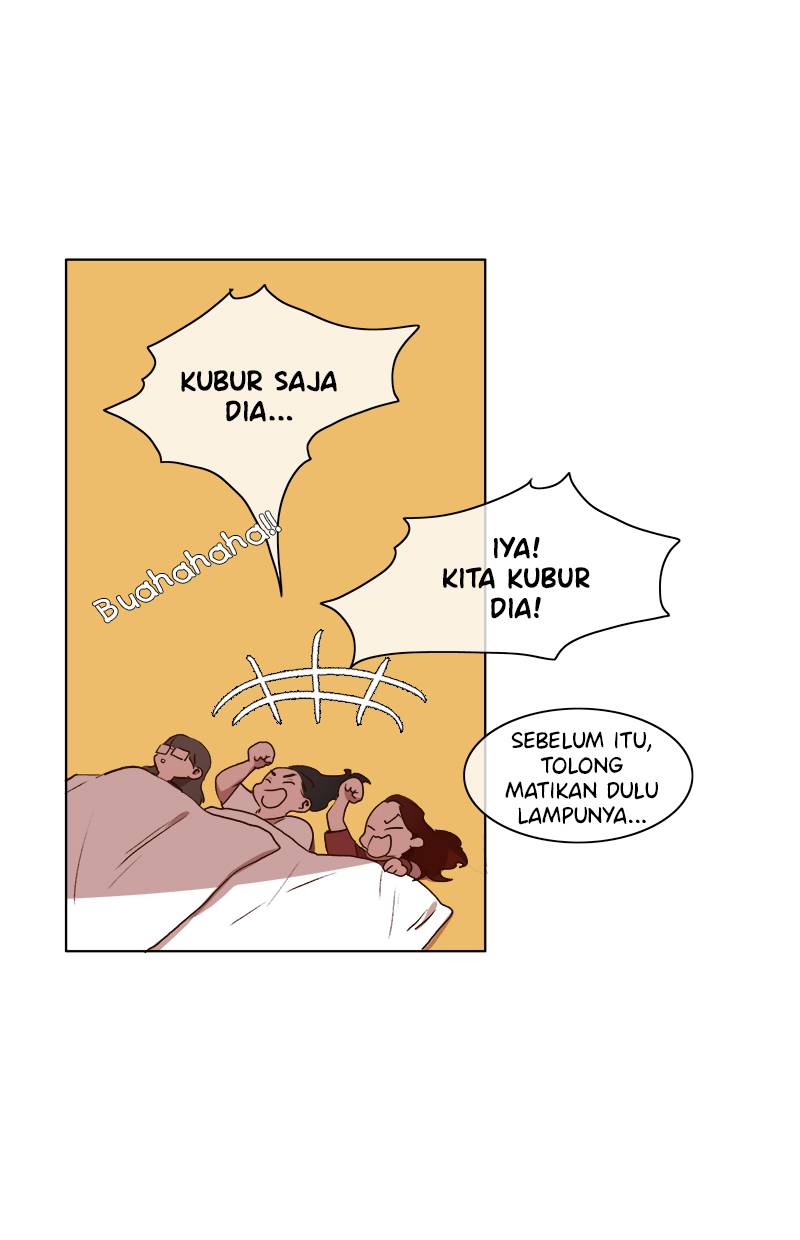 KUBUR SAJA
DIA...
Buahahaha!!
IYA!
KITA KUBUR
DIA!
SEBELUM ITU,
TOLONG
MATIKAN DULU
LAMPUNYA...